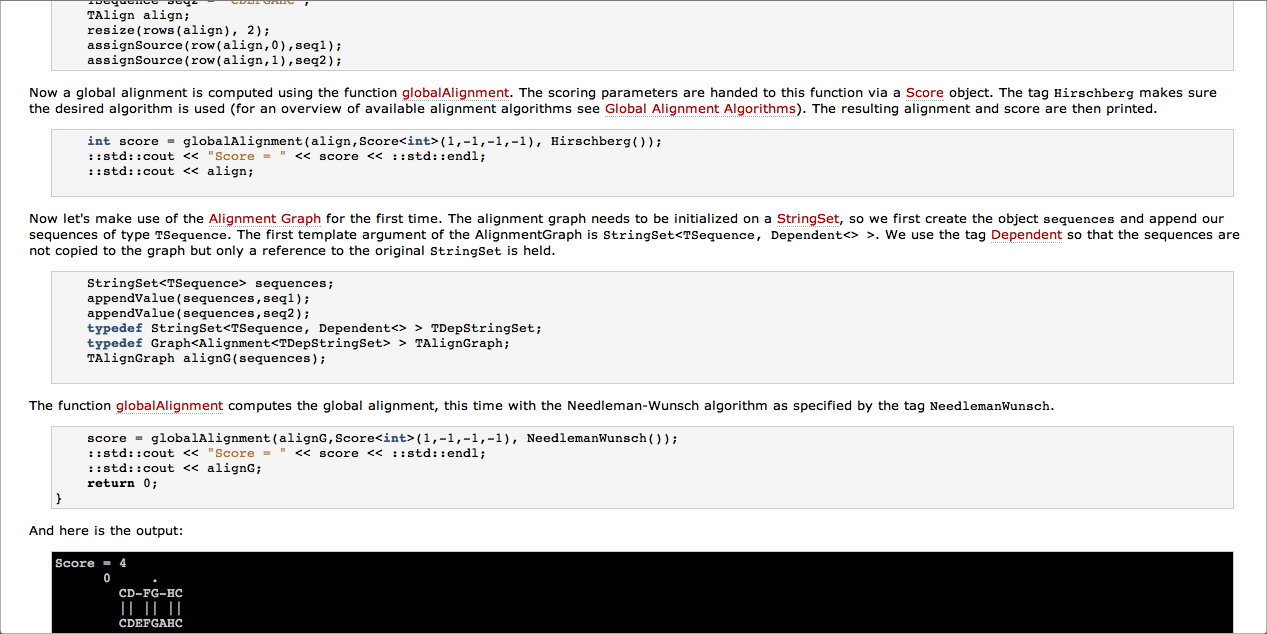 TSequence seq2 = "CDEFGAHC";
TAlign align;
resize(rows(align), 2);
assignSource(row(align,0),seq1);
assignSource(row(align,1),seq2);
Now a global alignment is computed using the function globalAlignment. The scoring parameters are handed to this function via a Score object. The tag Hirschberg makes sure
the desired algorithm is used (for an overview of available alignment algorithms see Global Alignment Algorithms). The resulting alignment and score are then printed.
int score = globalAlignment(align,Score<int>(1,-1,-1,-1), Hirschberg());
::std::cout << "Score = " << score << ::std::endl;
::std::cout << align;
Now let's make use of the Alignment Graph for the first time. The alignment graph needs to be initialized on a StringSet, so we first create the object sequences and append our
sequences of type TSequence. The first template argument of the AlignmentGraph is StringSet<TSequence, Dependent<> >. We use the tag Dependent so that the sequences are
not copied to the graph but only a reference to the original StringSet is held.
StringSet<TSequence> sequences;
appendValue(sequences,seq1);
appendValue(sequences,seq2);
typedef StringSet<TSequence, Dependent<> > TDepStringSet;
typedef Graph<Alignment<TDepStringSet> > TAlignGraph;
TAlignGraph alignG(sequences);
The function globalAlignment computes the global alignment, this time with the Needleman-Wunsch algorithm as specified by the tag NeedlemanWunsch.
score = globalAlignment(alignG,Score<int>(1,-1,-1,-1), NeedlemanWunsch());
::std::cout << "Score = " << score << ::std::endl;
::std::cout << alignG;
return 0;
}
And here is the output:
Score = 4
0     .
CD-FG-HC
|| || ||
CDEFGAHC